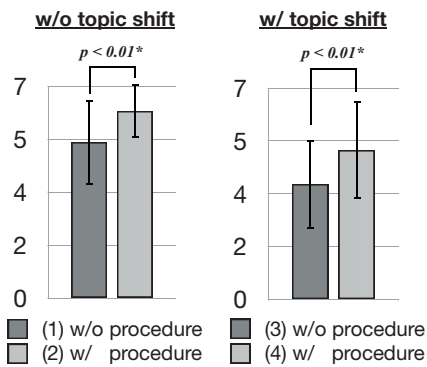 w/o topic shift
p < 0.01*
7
5
4
2
0
(1) w/o procedure
(2) w/ procedure
w/ topic shift
p < 0.01*
7
5
4
2
0
(3) w/o procedure
(4) w/ procedure